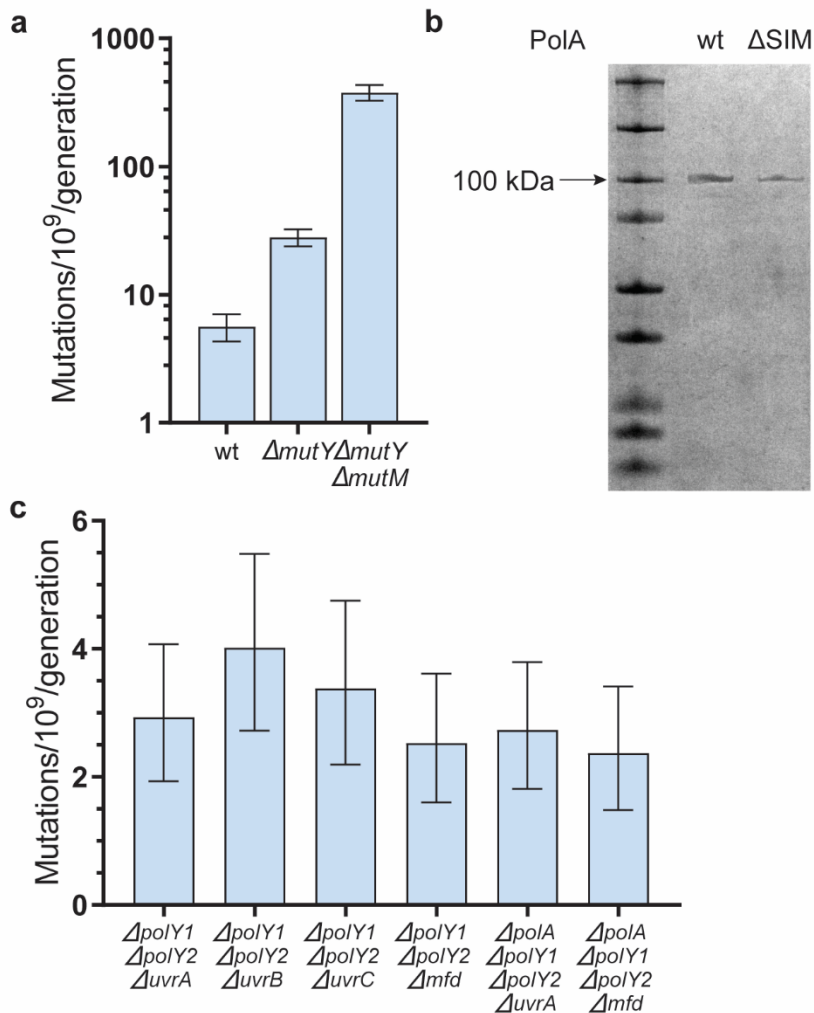 a
Mutations/10⁹/generation
1000
100
10
1
wt
ΔmutY
ΔmutY
ΔmutM
b
PolA wt ΔSIM
100 kDa
c
Mutations/10⁹/generation
6
4
2
0
ΔpolY1
ΔpolY2
ΔuvrA
ΔpolY1
ΔpolY2
ΔuvrB
ΔpolY1
ΔpolY2
ΔuvrC
ΔpolY1
ΔpolY2
Δmfd
ΔpolA
ΔpolY1
ΔpolY2
ΔuvrA
ΔpolA
ΔpolY1
ΔpolY2
Δmfd